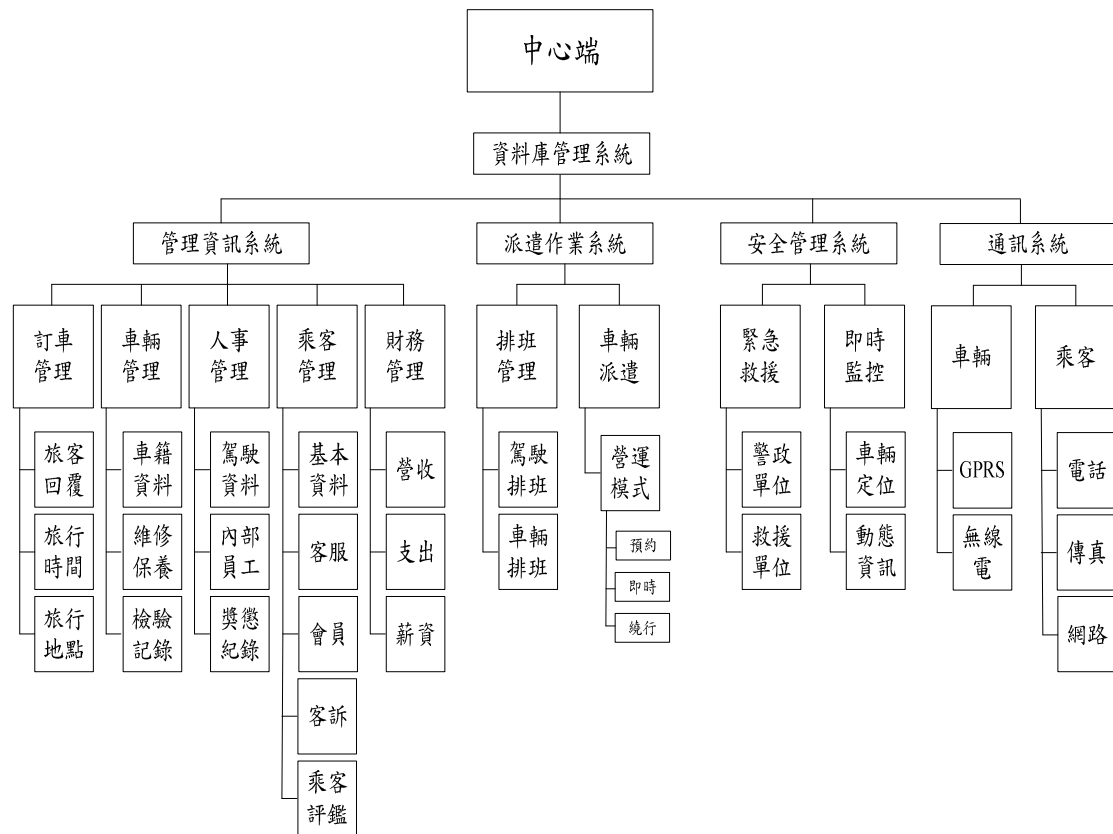 中心端
資料庫管理系統
管理資訊系統
派遣作業系統
安全管理系統
通訊系統
訂車
管理
車輛
管理
人事
管理
乘客
管理
財務
管理
排班
管理
車輛
派遣
緊急
救援
即時
監控
車輛
乘客
旅客
回覆
車籍
資料
駕駛
資料
基本
資料
營收
駕駛
排班
營運
模式
警政
單位
車輛
定位
GPRS
電話
旅行
時間
維修
保養
內部
員工
客服
支出
車輛
排班
預約
即時
繞行
救援
單位
動態
資訊
無線
電
傳真
旅行
地點
檢驗
記錄
獎懲
紀錄
會員
薪資
網路
客訴
乘客
評鑑